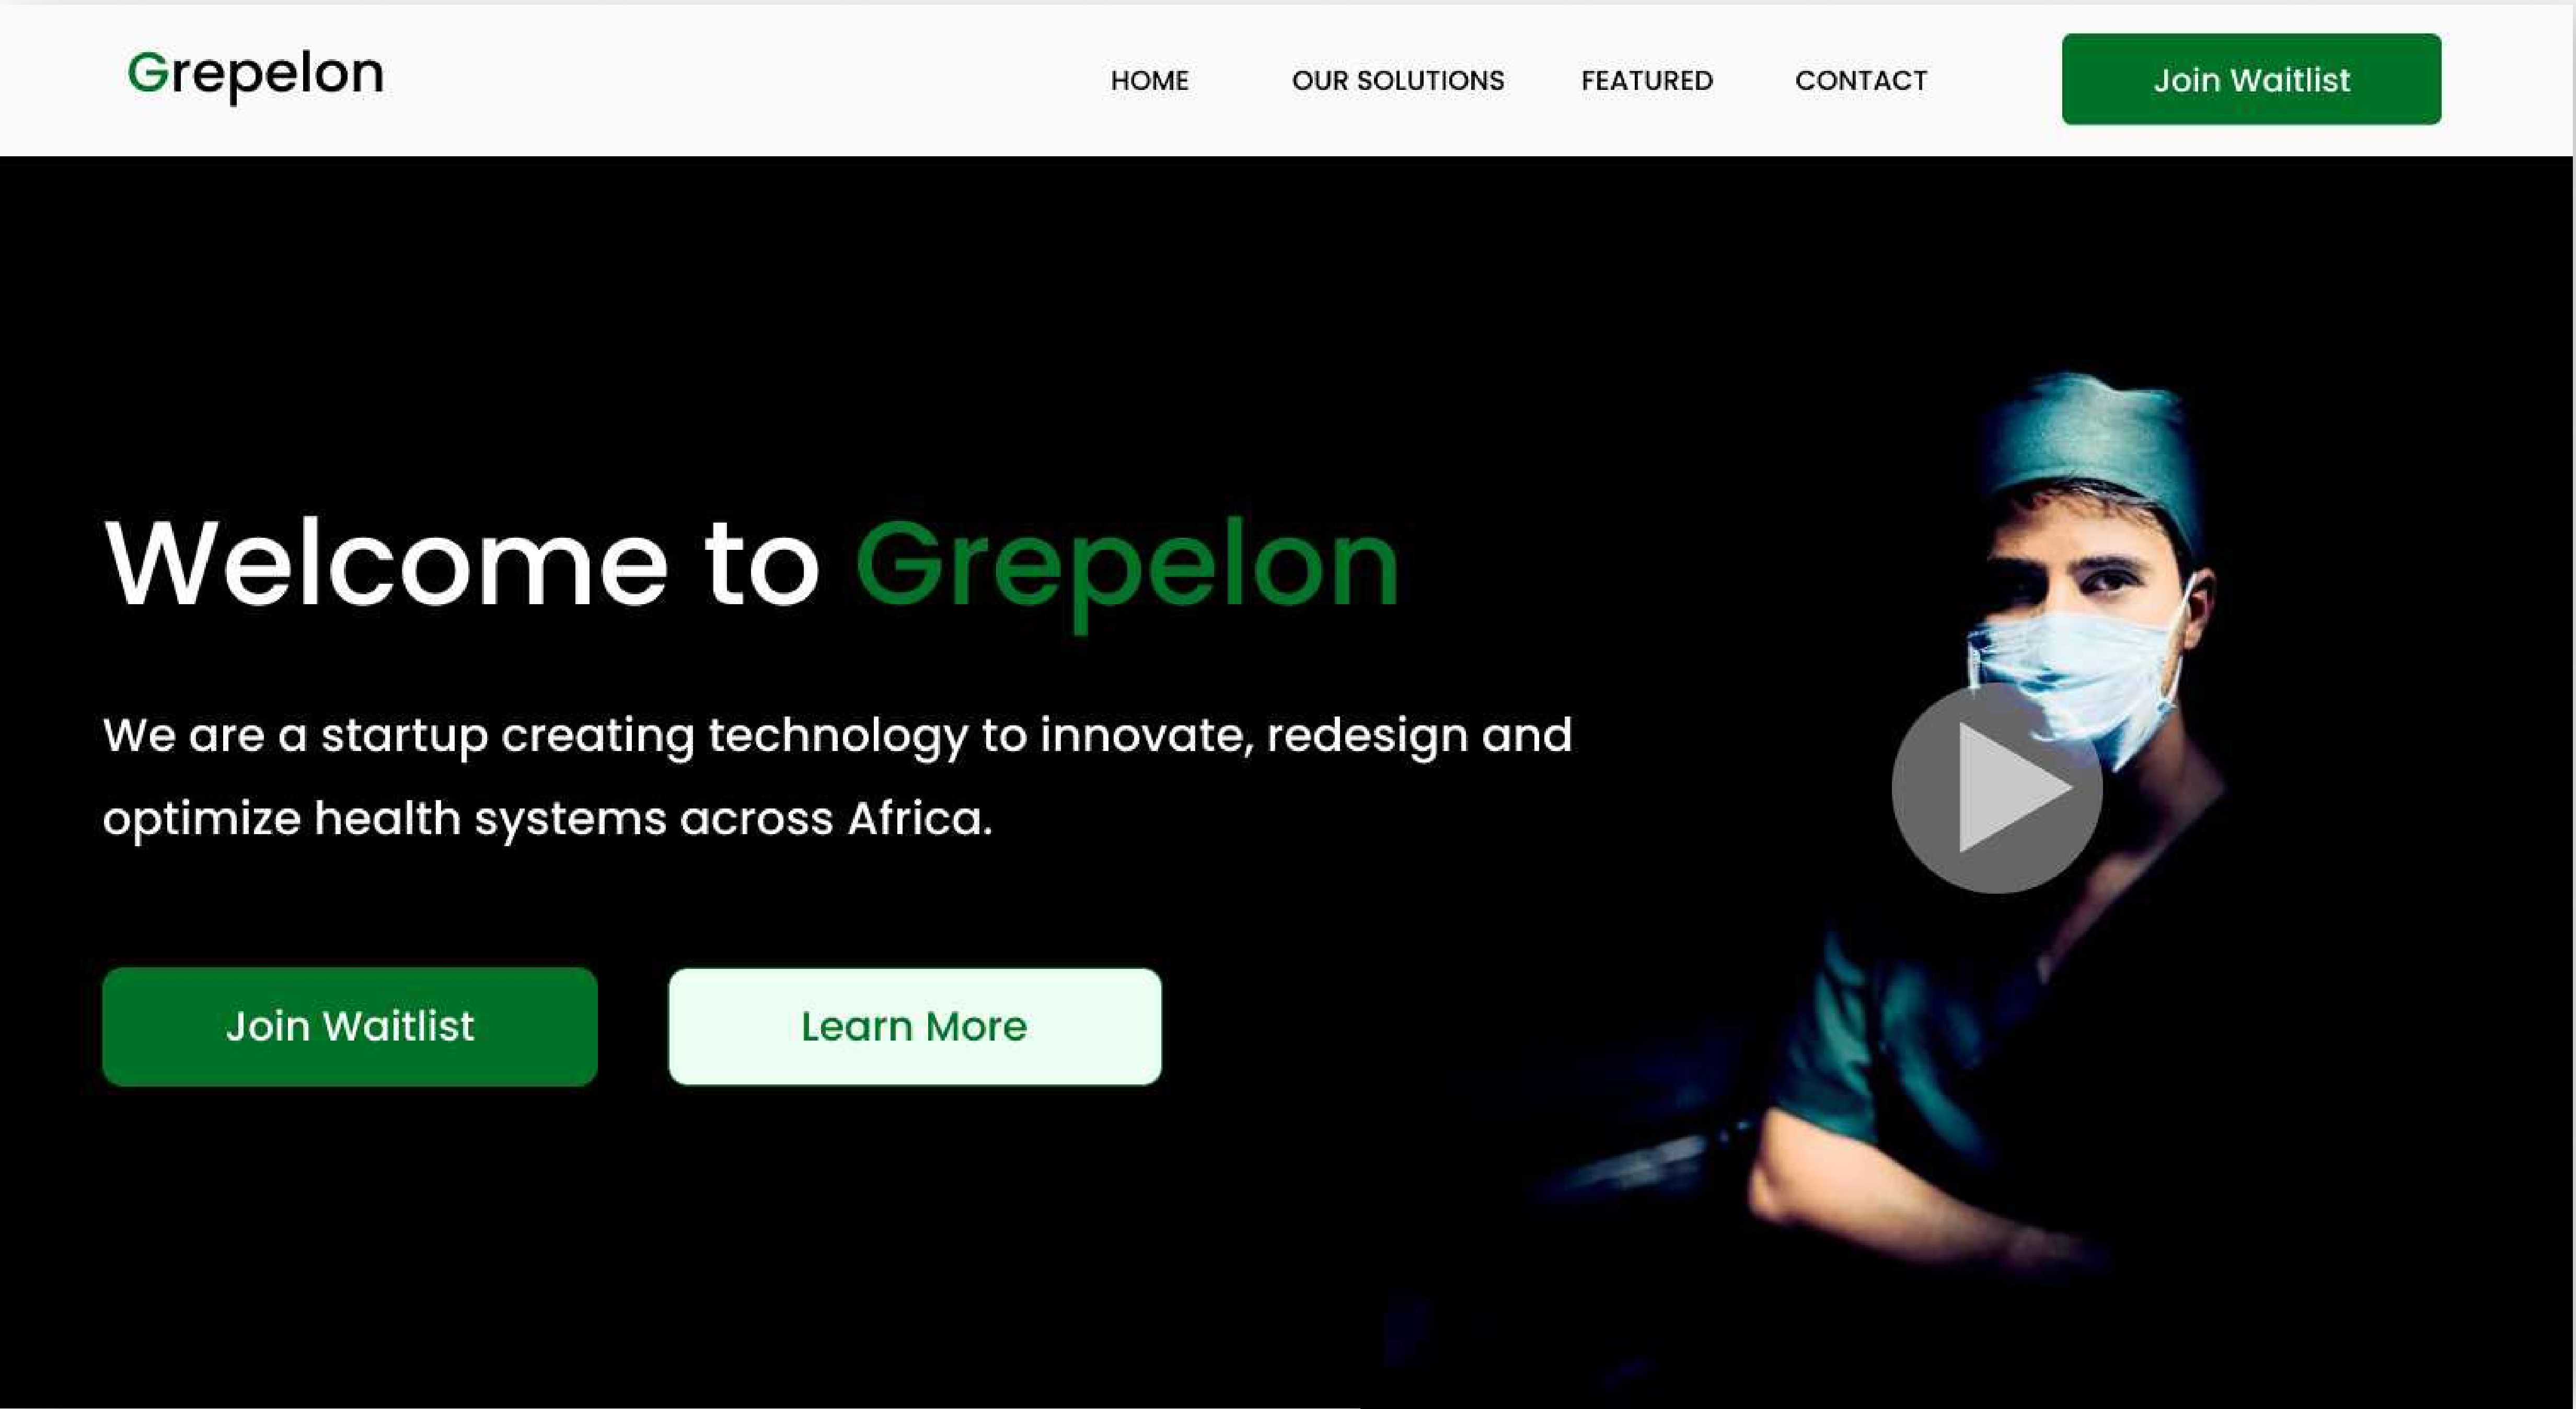 Grepelon
HOME
OUR SOLUTIONS
FEATURED
CONTACT
Join Waitlist
Welcome to Grepelon
We are a startup creating technology to innovate, redesign and
optimize health systems across Africa.
Join Waitlist
Learn More